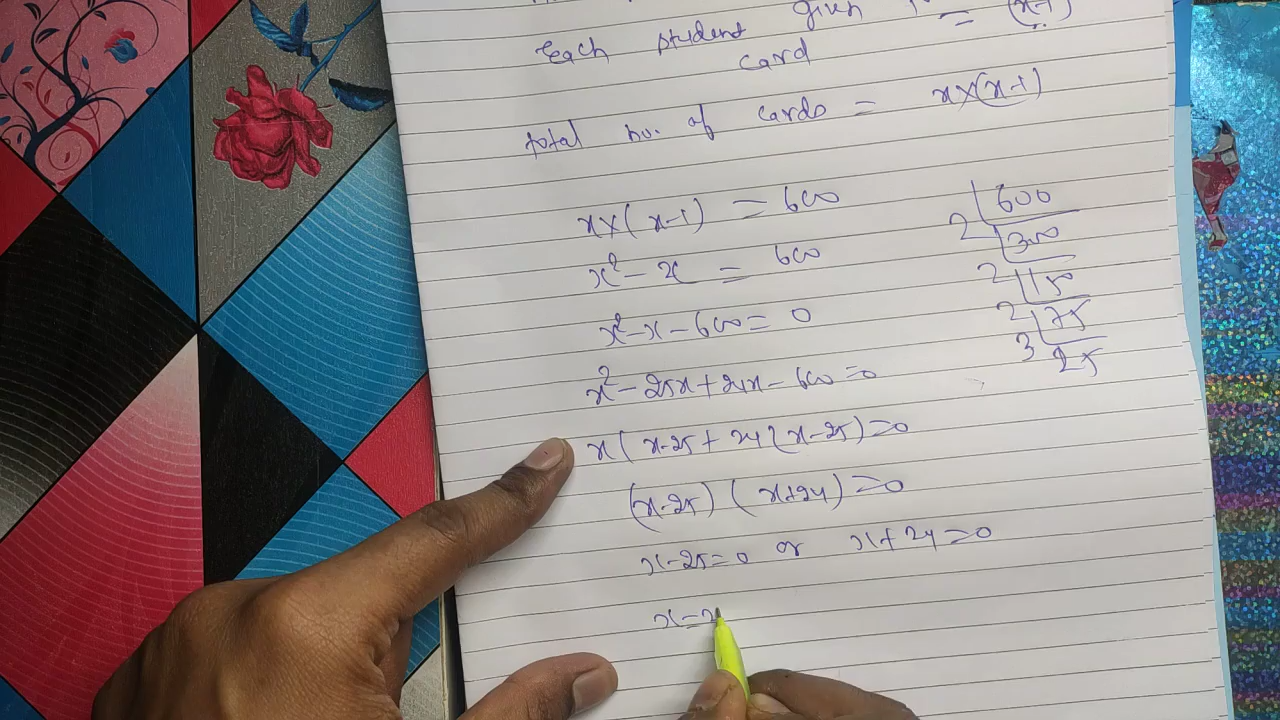 Each student given = (x-1)
card
total no. of cards = x×(x-1)
x×(x-1) = 600
x² - x = 600
x² - x - 600 = 0
x² - 25x + 24x - 600 = 0
x( x-25 + 24(x-25) = 0
(x-25) (x+24) = 0
x-25=0 or x+24=0
x=2
2 | 600
2 | 300
2 | 150
3 | 75
25